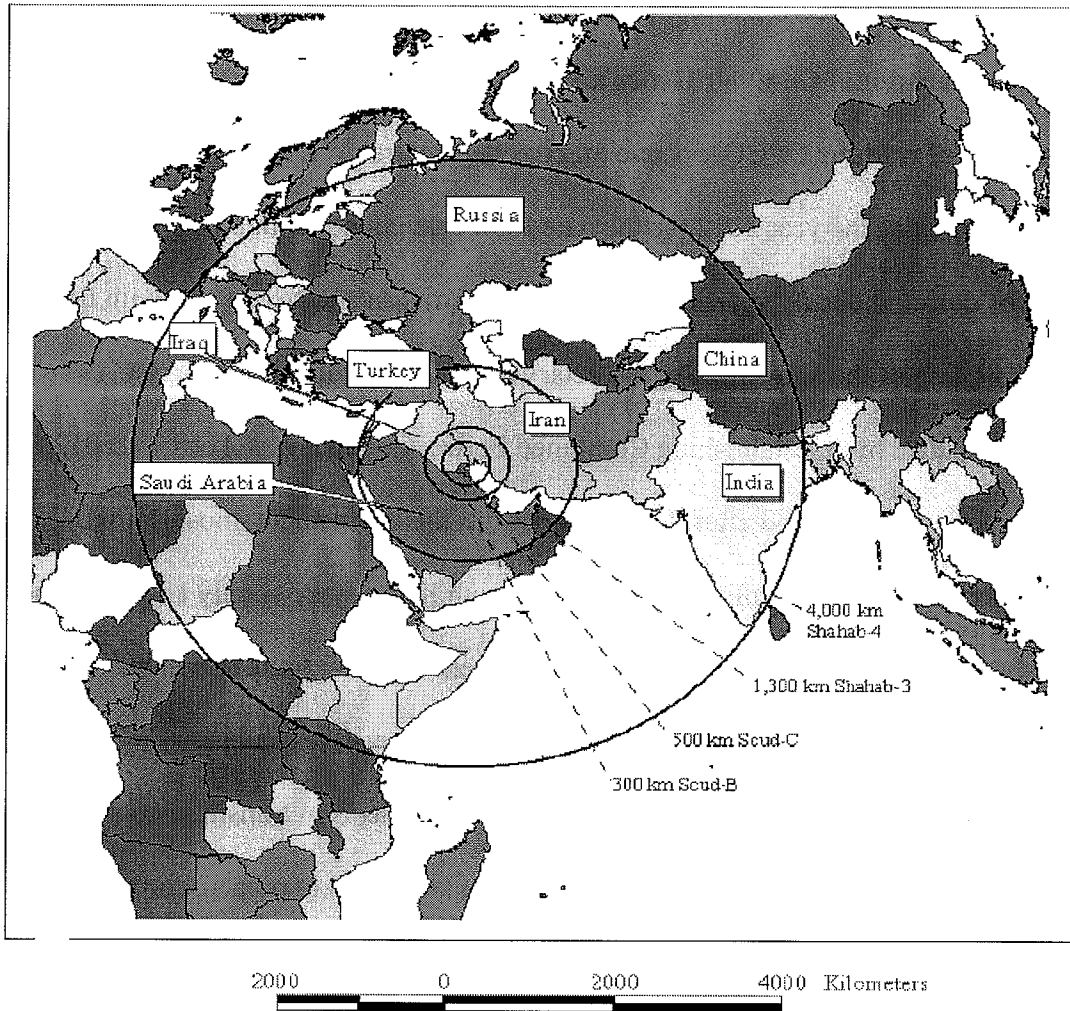 Russia
Iraq
Turkey
China
Iran
Saudi Arabia
India
4,000 km
Shahab-4
1,300 km Shahab-3
500 km Scud-C
300 km Scud-B
2000 0 2000 4000 Kilometers